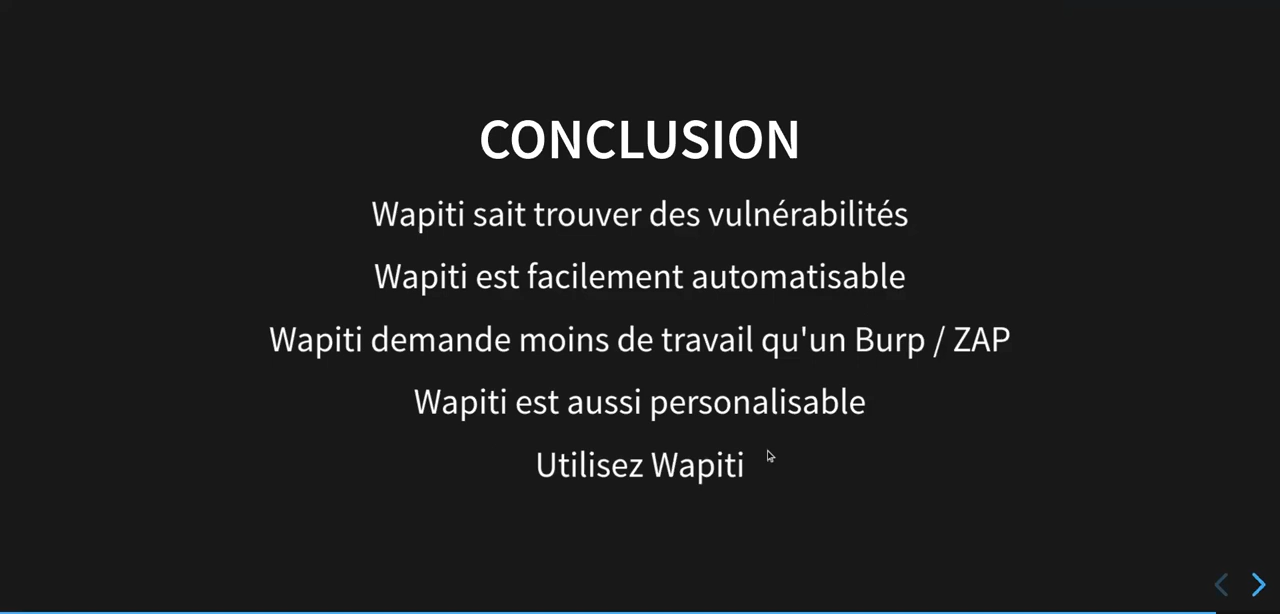 CONCLUSION
Wapiti sait trouver des vulnérabilités
Wapiti est facilement automatisable
Wapiti demande moins de travail qu'un Burp / ZAP
Wapiti est aussi personalisable
Utilisez Wapiti